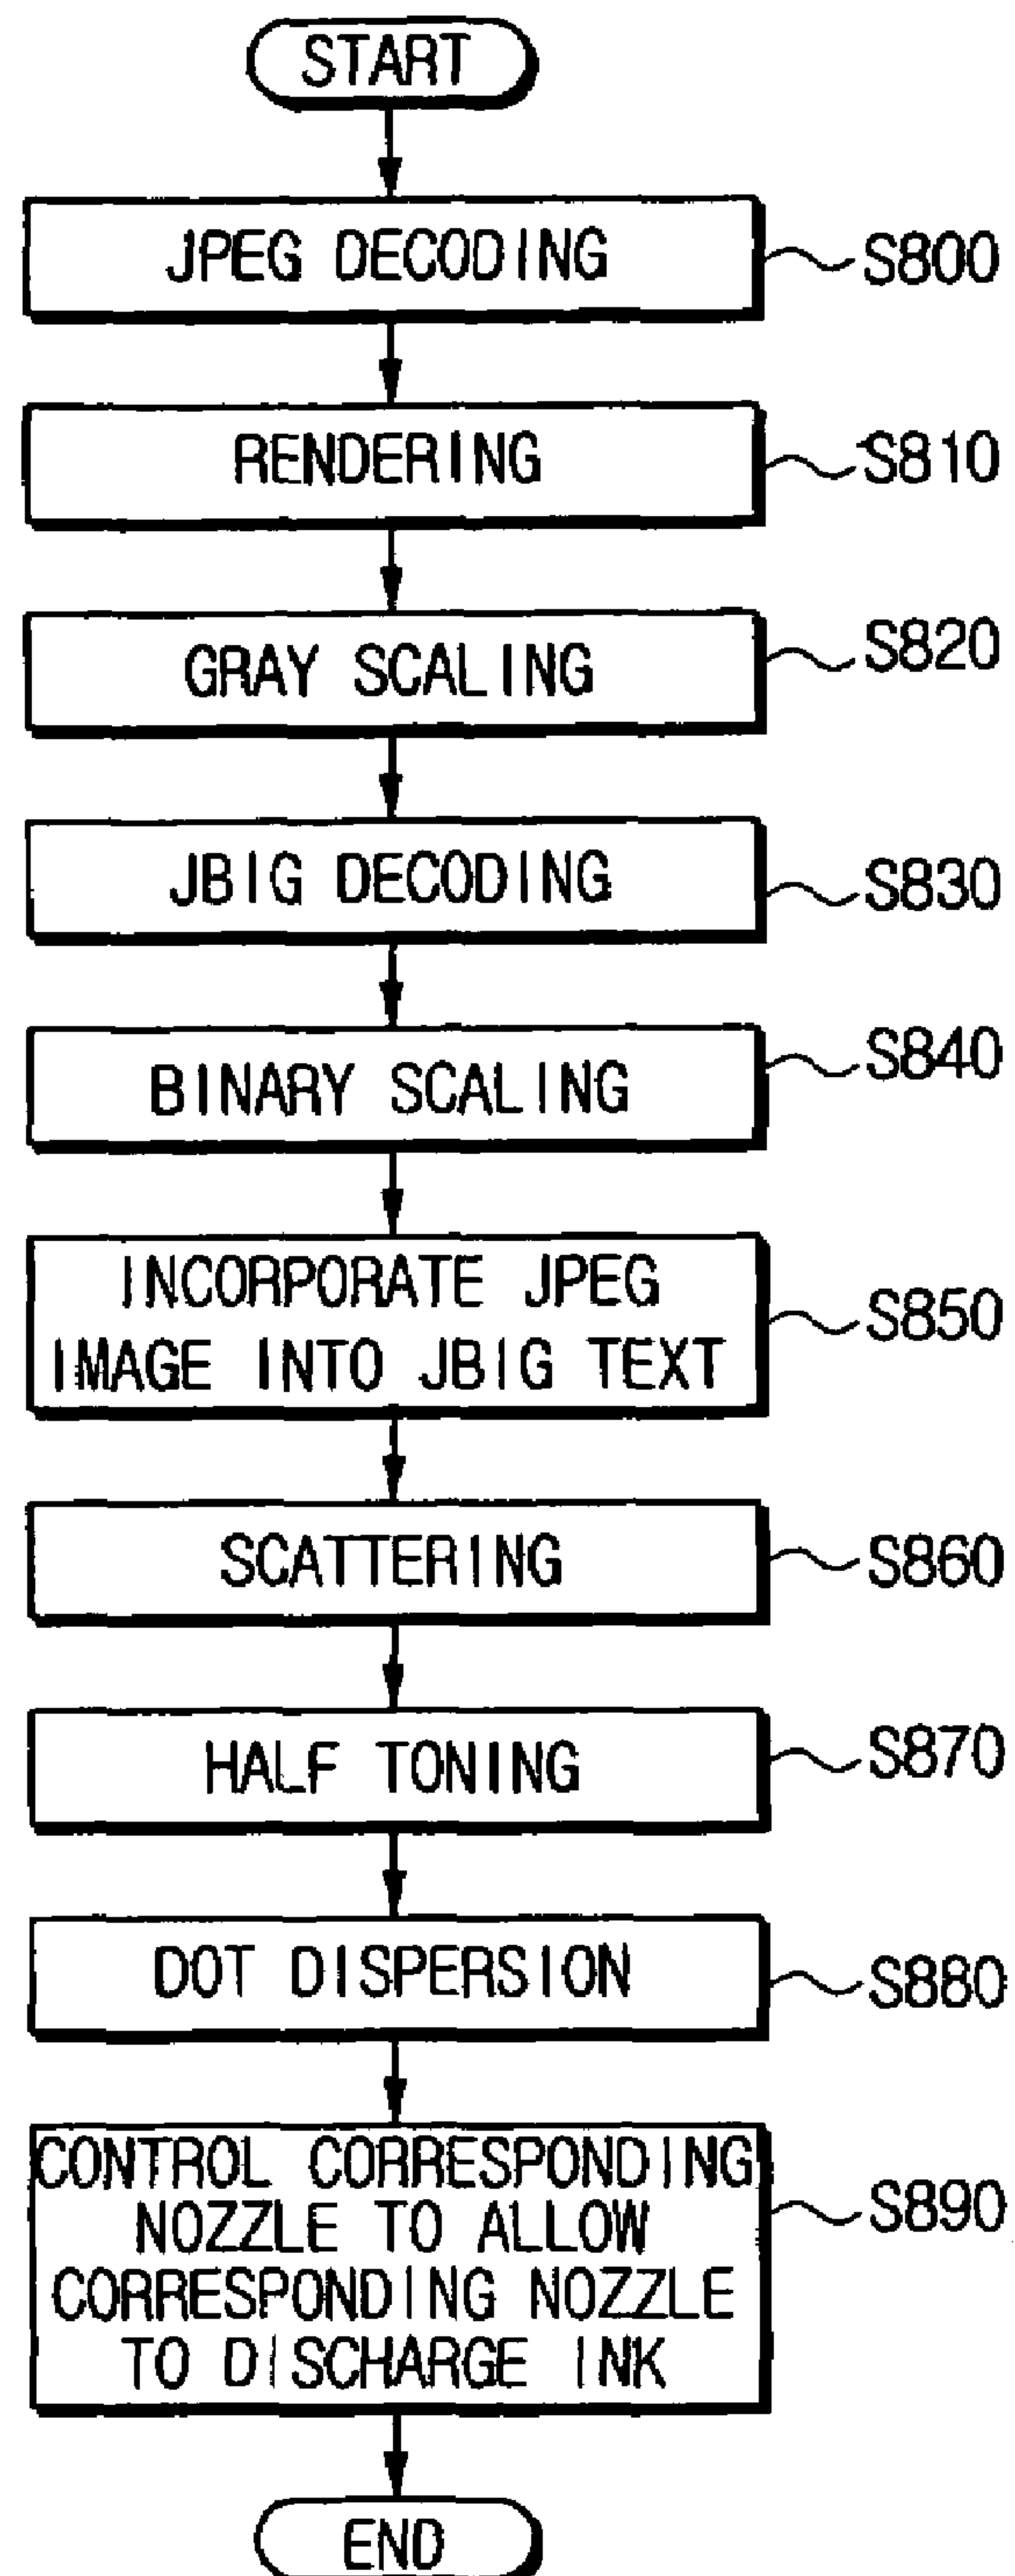 START
JPEG DECODING
S800
RENDERING
S810
GRAY SCALING
S820
JBIG DECODING
S830
BINARY SCALING
S840
INCORPORATE JPEG
IMAGE INTO JBIG TEXT
S850
SCATTERING
S860
HALF TONING
S870
DOT DISPERSION
S880
CONTROL CORRESPONDING
NOZZLE TO ALLOW
CORRESPONDING NOZZLE
TO DISCHARGE INK
S890
END